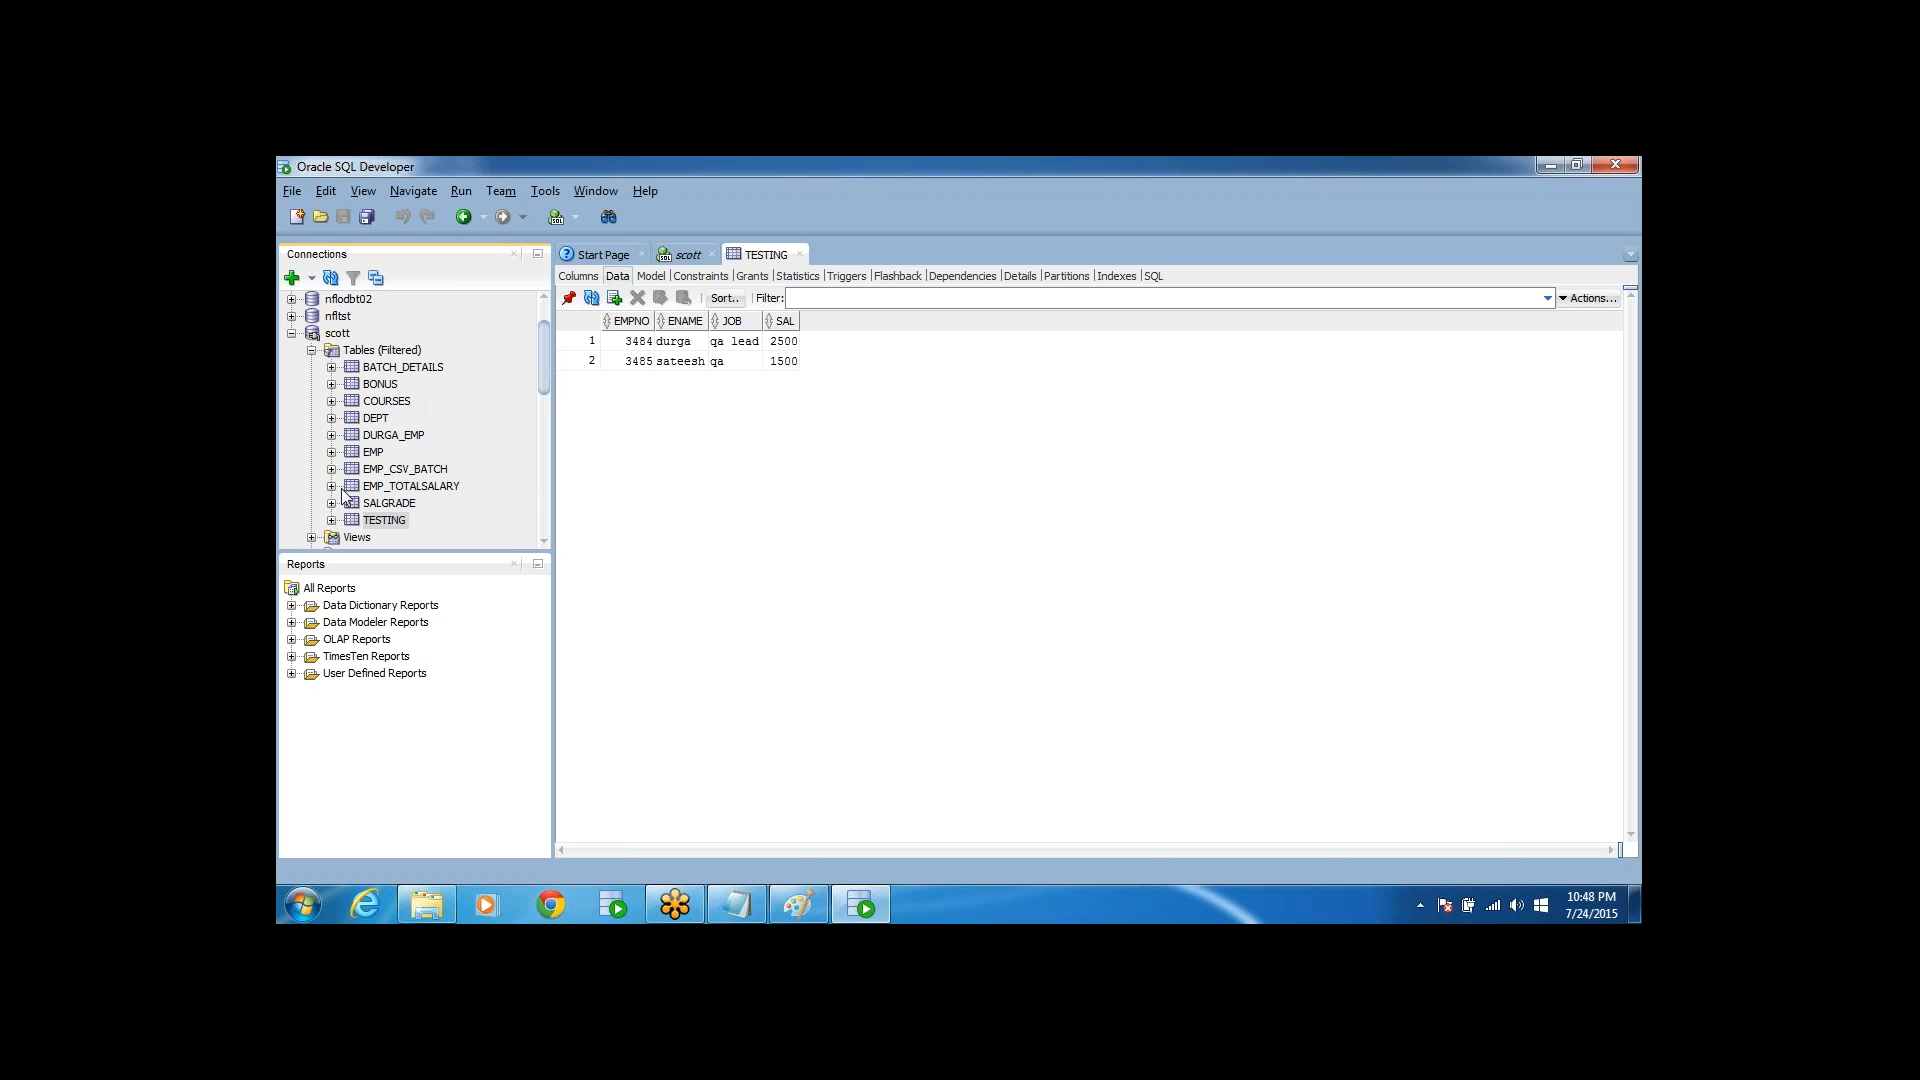 Oracle SQL Developer
File Edit View Navigate Run Team Tools Window Help
Connections
nflodbt02
nfltst
scott
Tables (Filtered)
BATCH_DETAILS
BONUS
COURSES
DEPT
DURGA_EMP
EMP
EMP_CSV_BATCH
EMP_TOTALSALARY
SALGRADE
TESTING
Views
Reports
All Reports
Data Dictionary Reports
Data Modeler Reports
OLAP Reports
TimesTen Reports
User Defined Reports
Start Page scott TESTING
Columns Data Model Constraints Grants Statistics Triggers Flashback Dependencies Details Partitions Indexes SQL
Sort.. Filter: Actions...
EMPNO ENAME JOB SAL
1 3484 durga qa lead 2500
2 3485 sateesh qa 1500
10:48 PM
7/24/2015